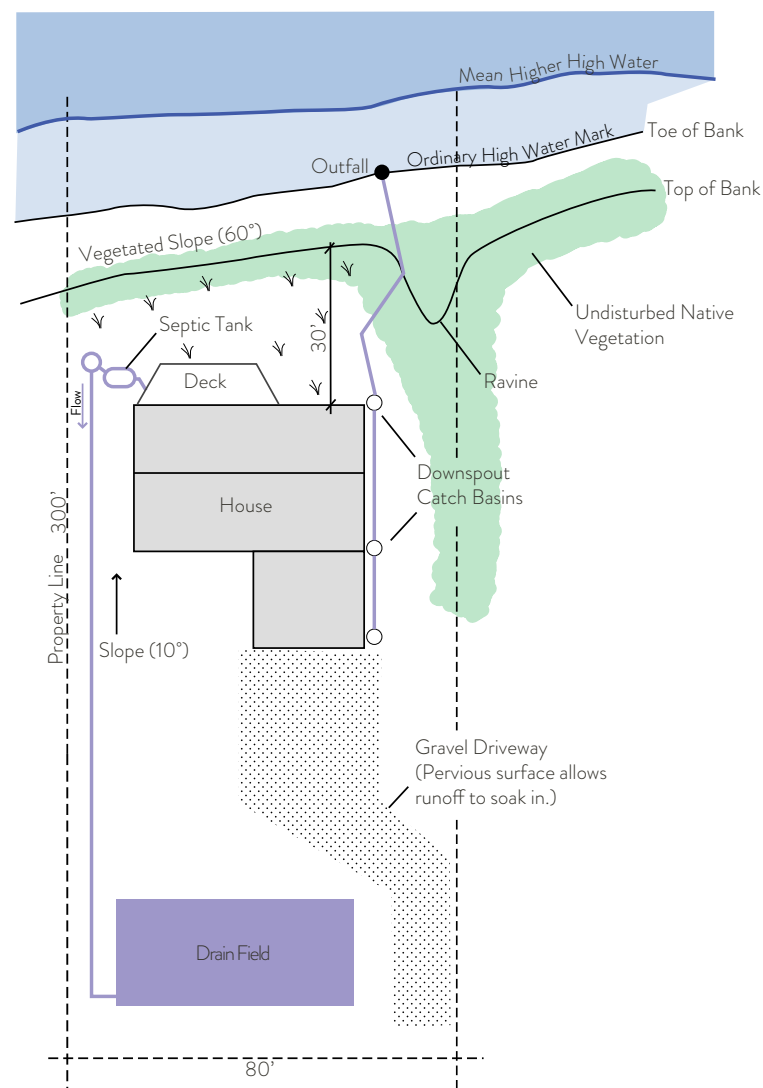 Mean Higher High Water
Toe of Bank
Ordinary High Water Mark
Outfall
Top of Bank
Vegetated Slope (60°)
Undisturbed Native
Vegetation
Septic Tank
30'
Deck
Ravine
Flow
Downspout
Catch Basins
House
Property Line 300'
Slope (10°)
Gravel Driveway
(Pervious surface allows
runoff to soak in.)
Drain Field
80'